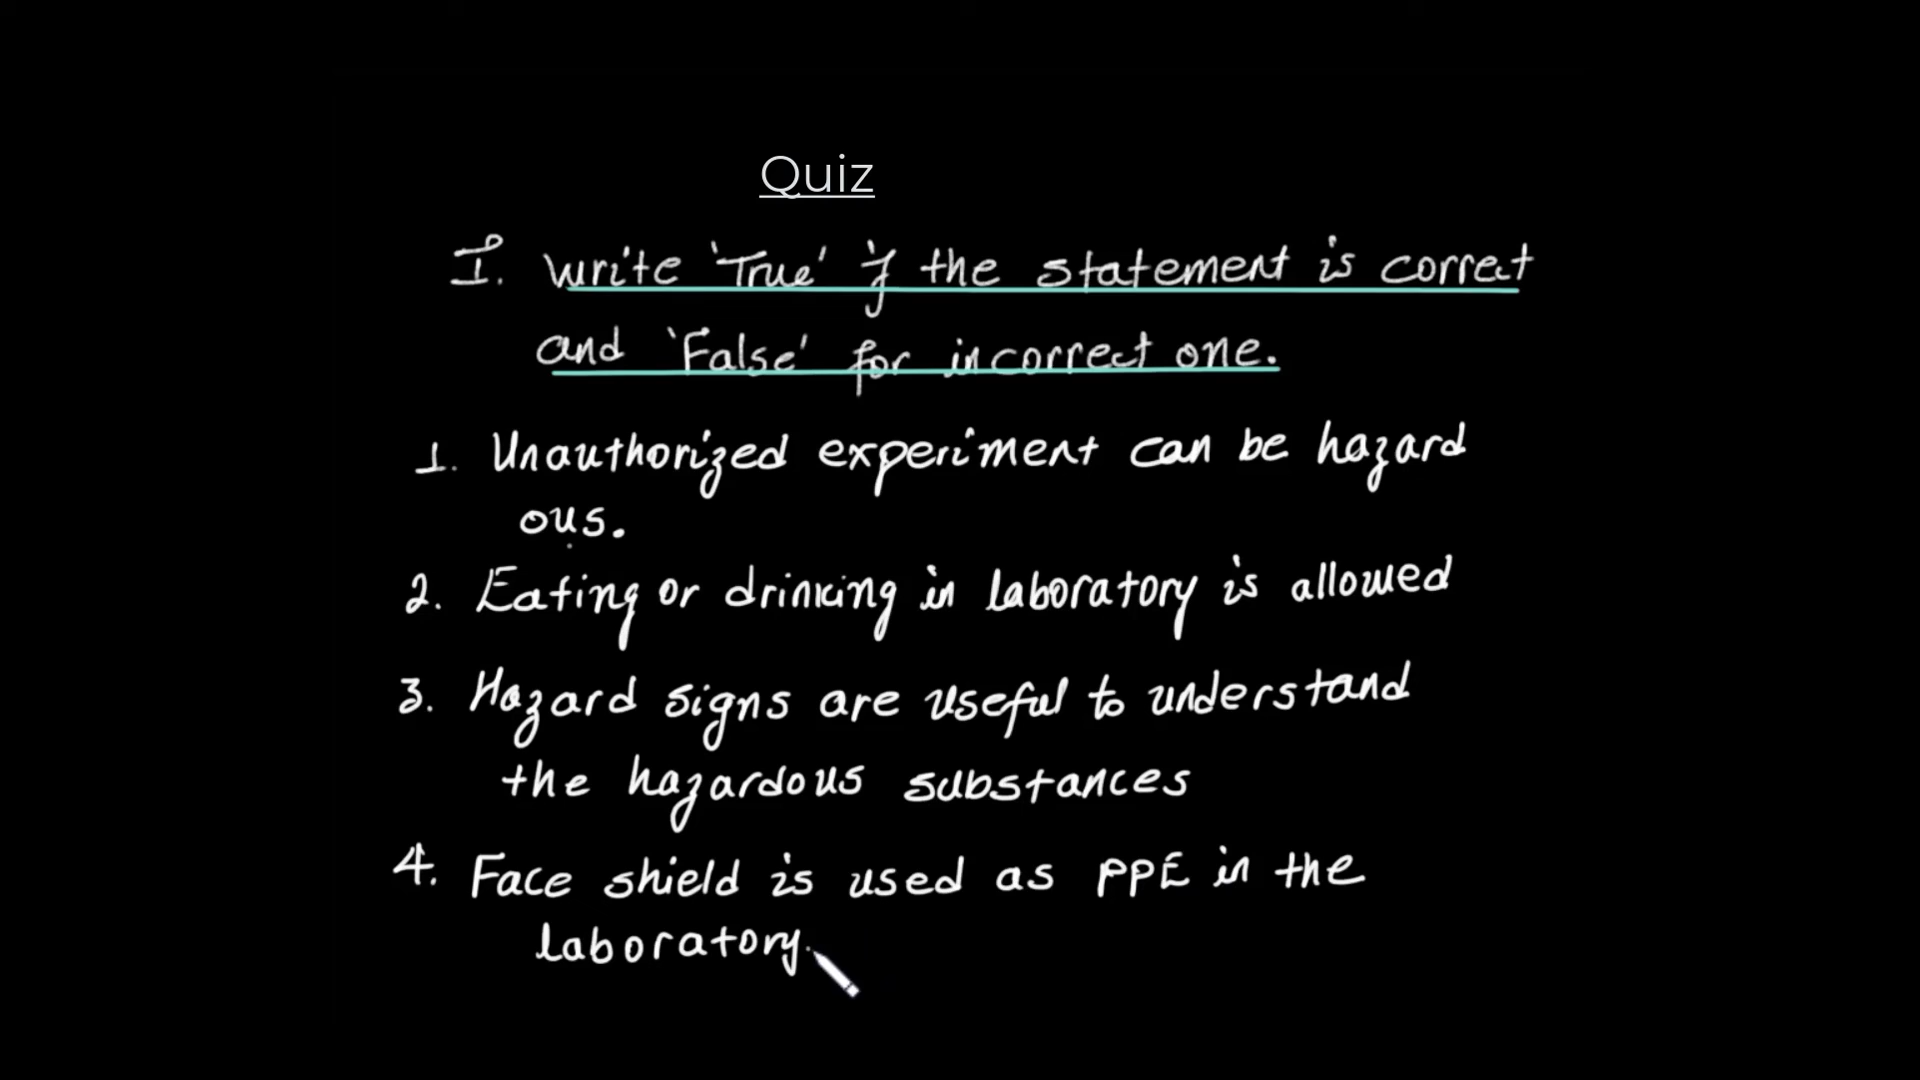 Quiz
I. write 'True' if the statement is correct
and 'False' for incorrect one.
1. Unauthorized experiment can be hazard
ous.
2. Eating or drinking in laboratory is allowed
3. Hazard signs are useful to understand
the hazardous substances
4. Face shield is used as PPE in the
laboratory.